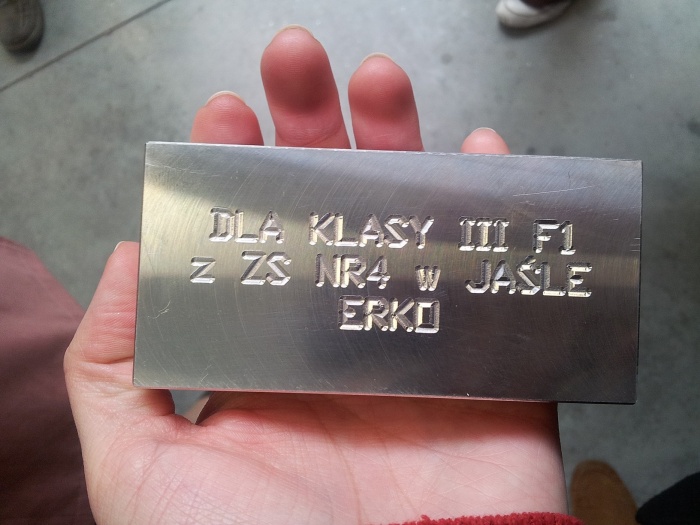 DLA KLASY III F1
z ZS NR4 w JAŚLE
ERKO